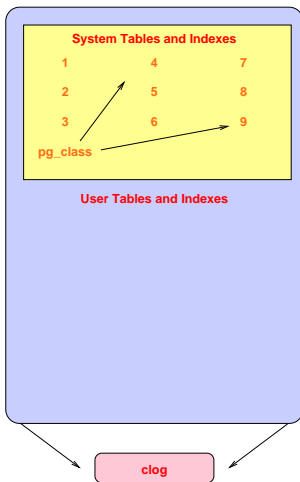 System Tables and Indexes
1 4 7
2 5 8
3 6 9
pg_class
User Tables and Indexes
clog